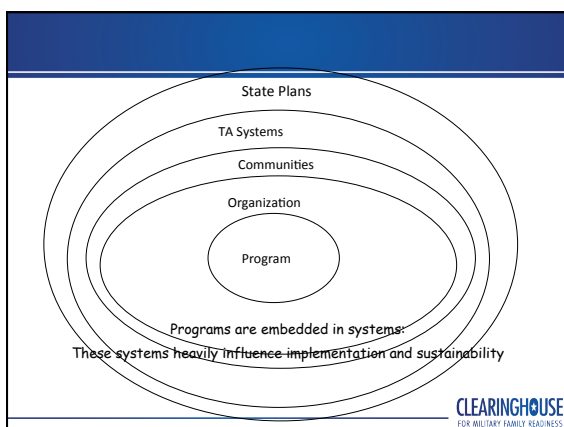 State Plans
TA Systems
Communities
Organization
Program
Programs are embedded in systems:
These systems heavily influence implementation and sustainability
CLEARINGHOUSE
FOR MILITARY FAMILY READINESS